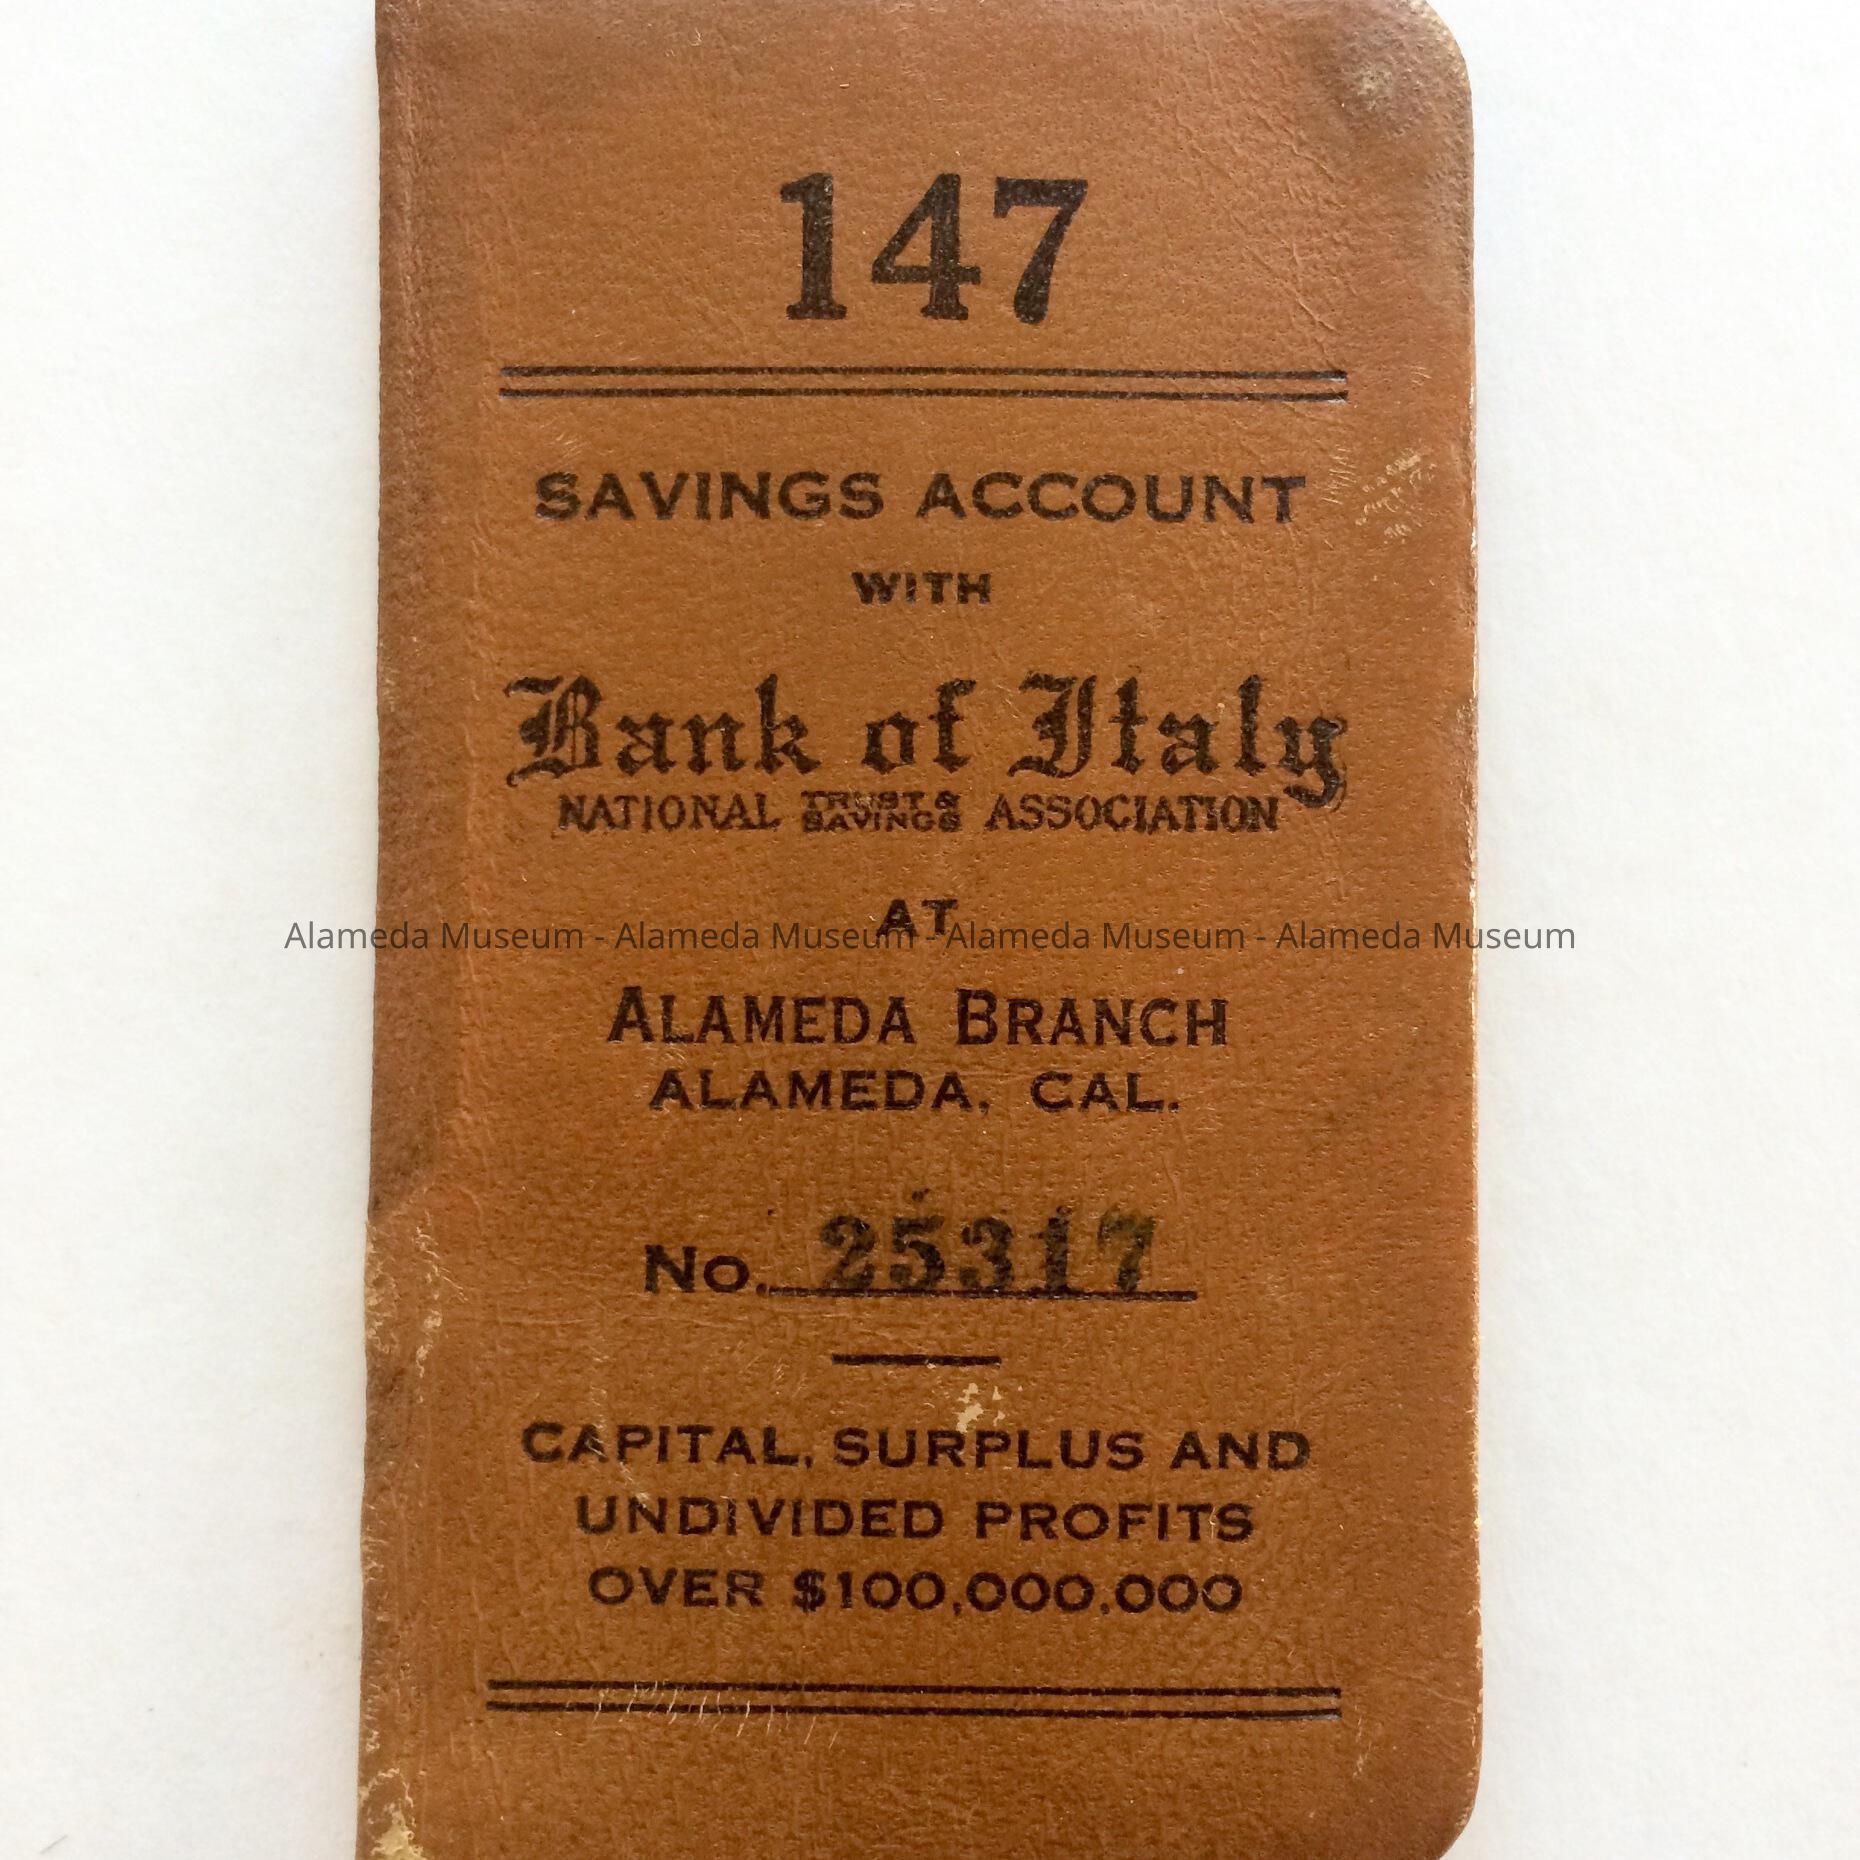 147
SAVINGS ACCOUNT
WITH
Bank of Italy
NATIONAL TRUST & SAVINGS ASSOCIATION
AT
Alameda Museum - Alameda Museum - Alameda Museum - Alameda Museum
ALAMEDA BRANCH
ALAMEDA, CAL.
No. 25317
CAPITAL, SURPLUS AND
UNDIVIDED PROFITS
OVER $100,000,000